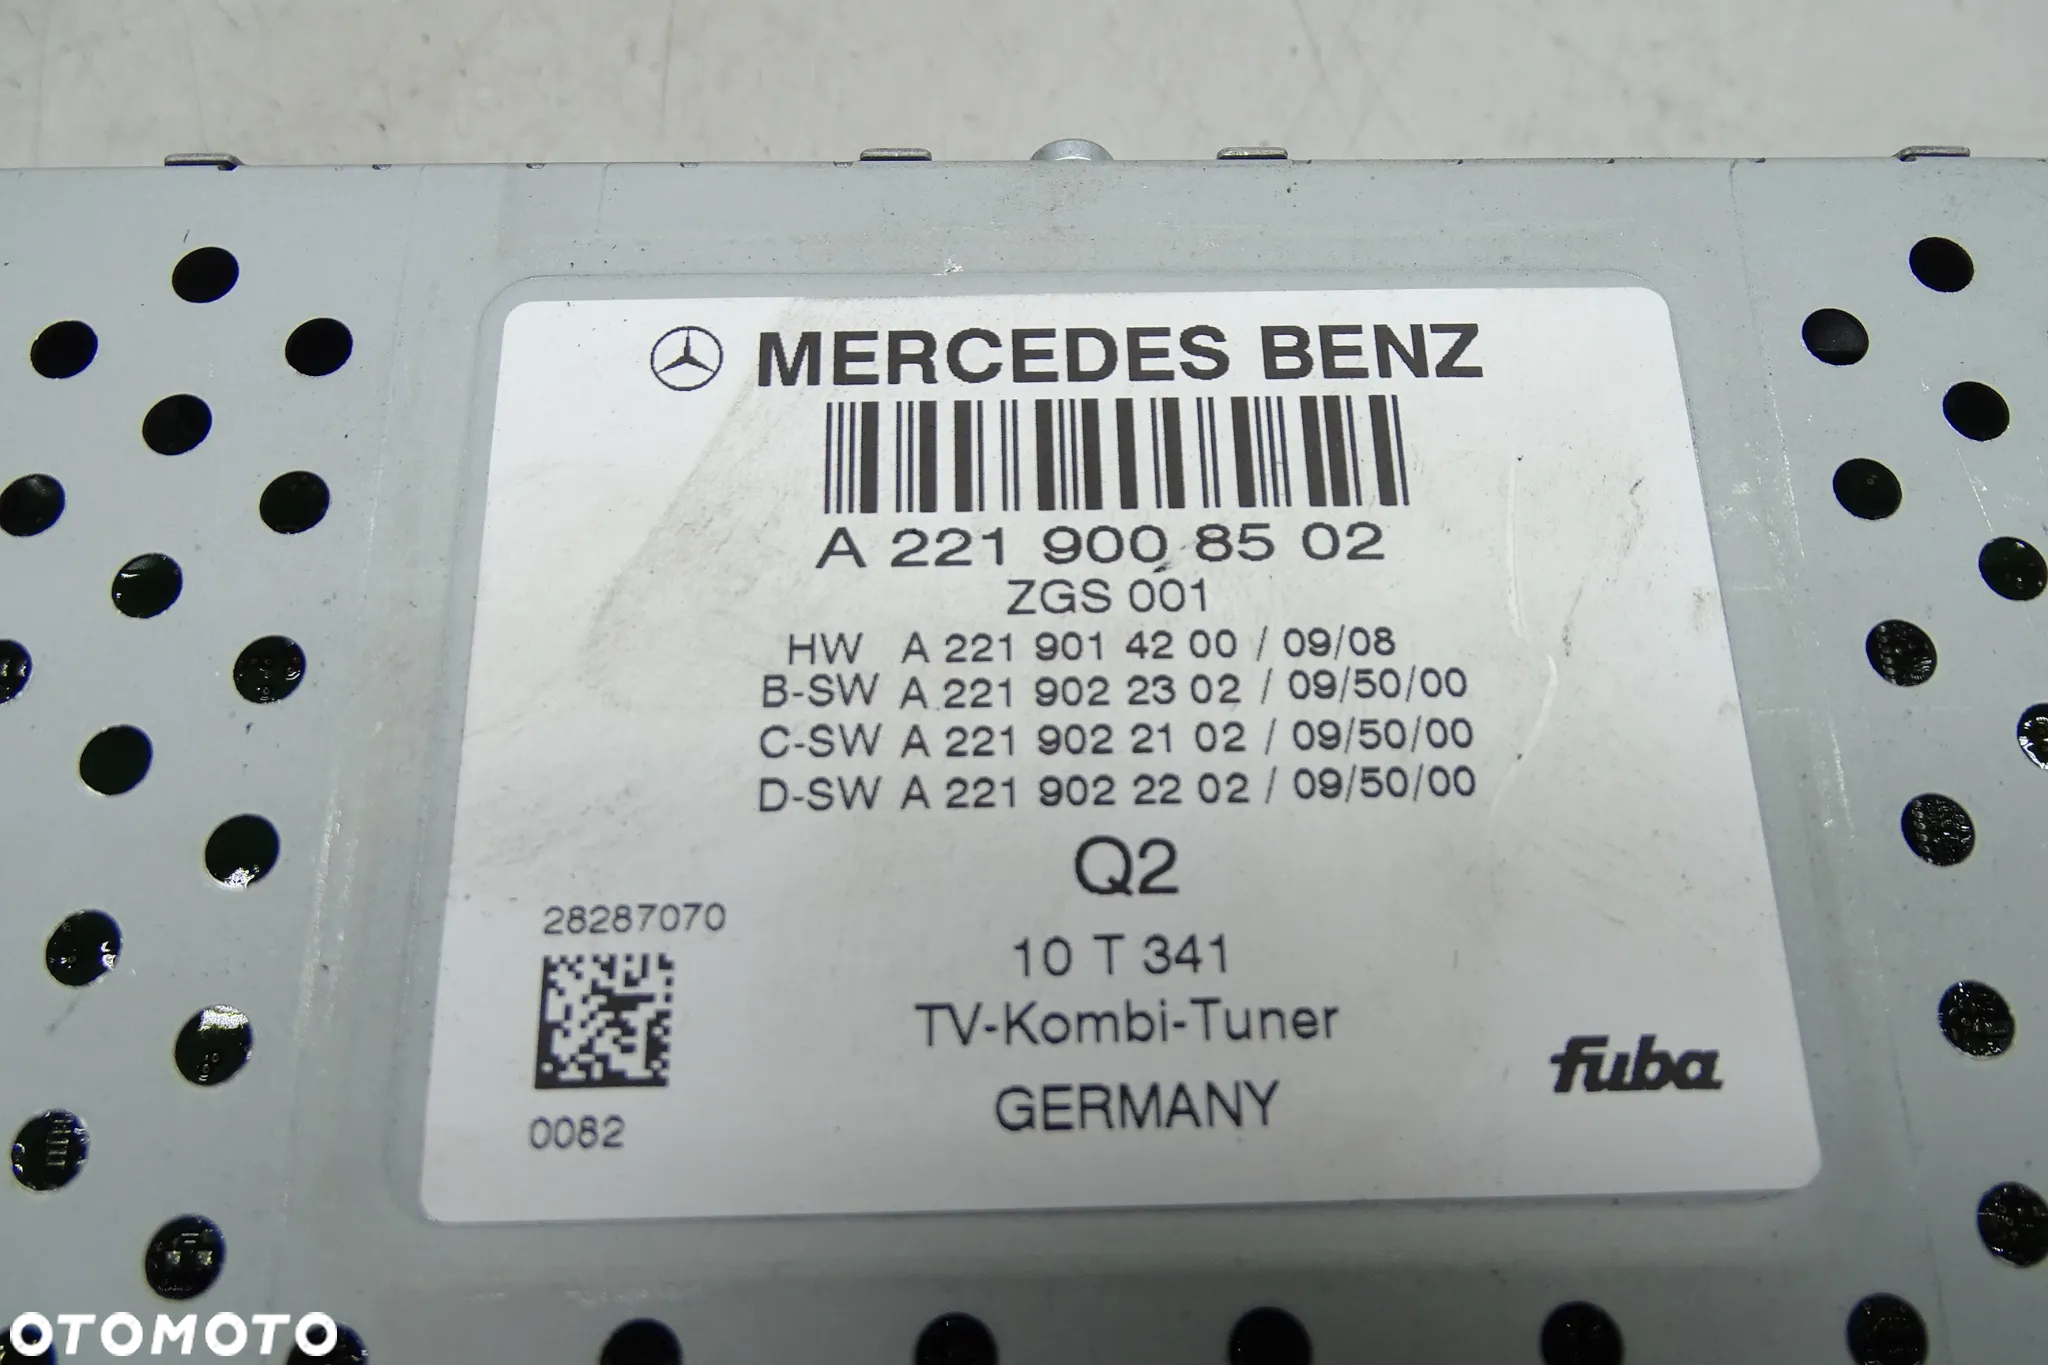 MERCEDES BENZ
A 221 900 85 02
ZGS 001
HW A 221 901 42 00 / 09/08
B-SW A 221 902 23 02 / 09/50/00
C-SW A 221 902 21 02 / 09/50/00
D-SW A 221 902 22 02 / 09/50/00
Q2
28287070
10 T 341
TV-Kombi-Tuner
fuba
GERMANY
0082
OTOMOTO